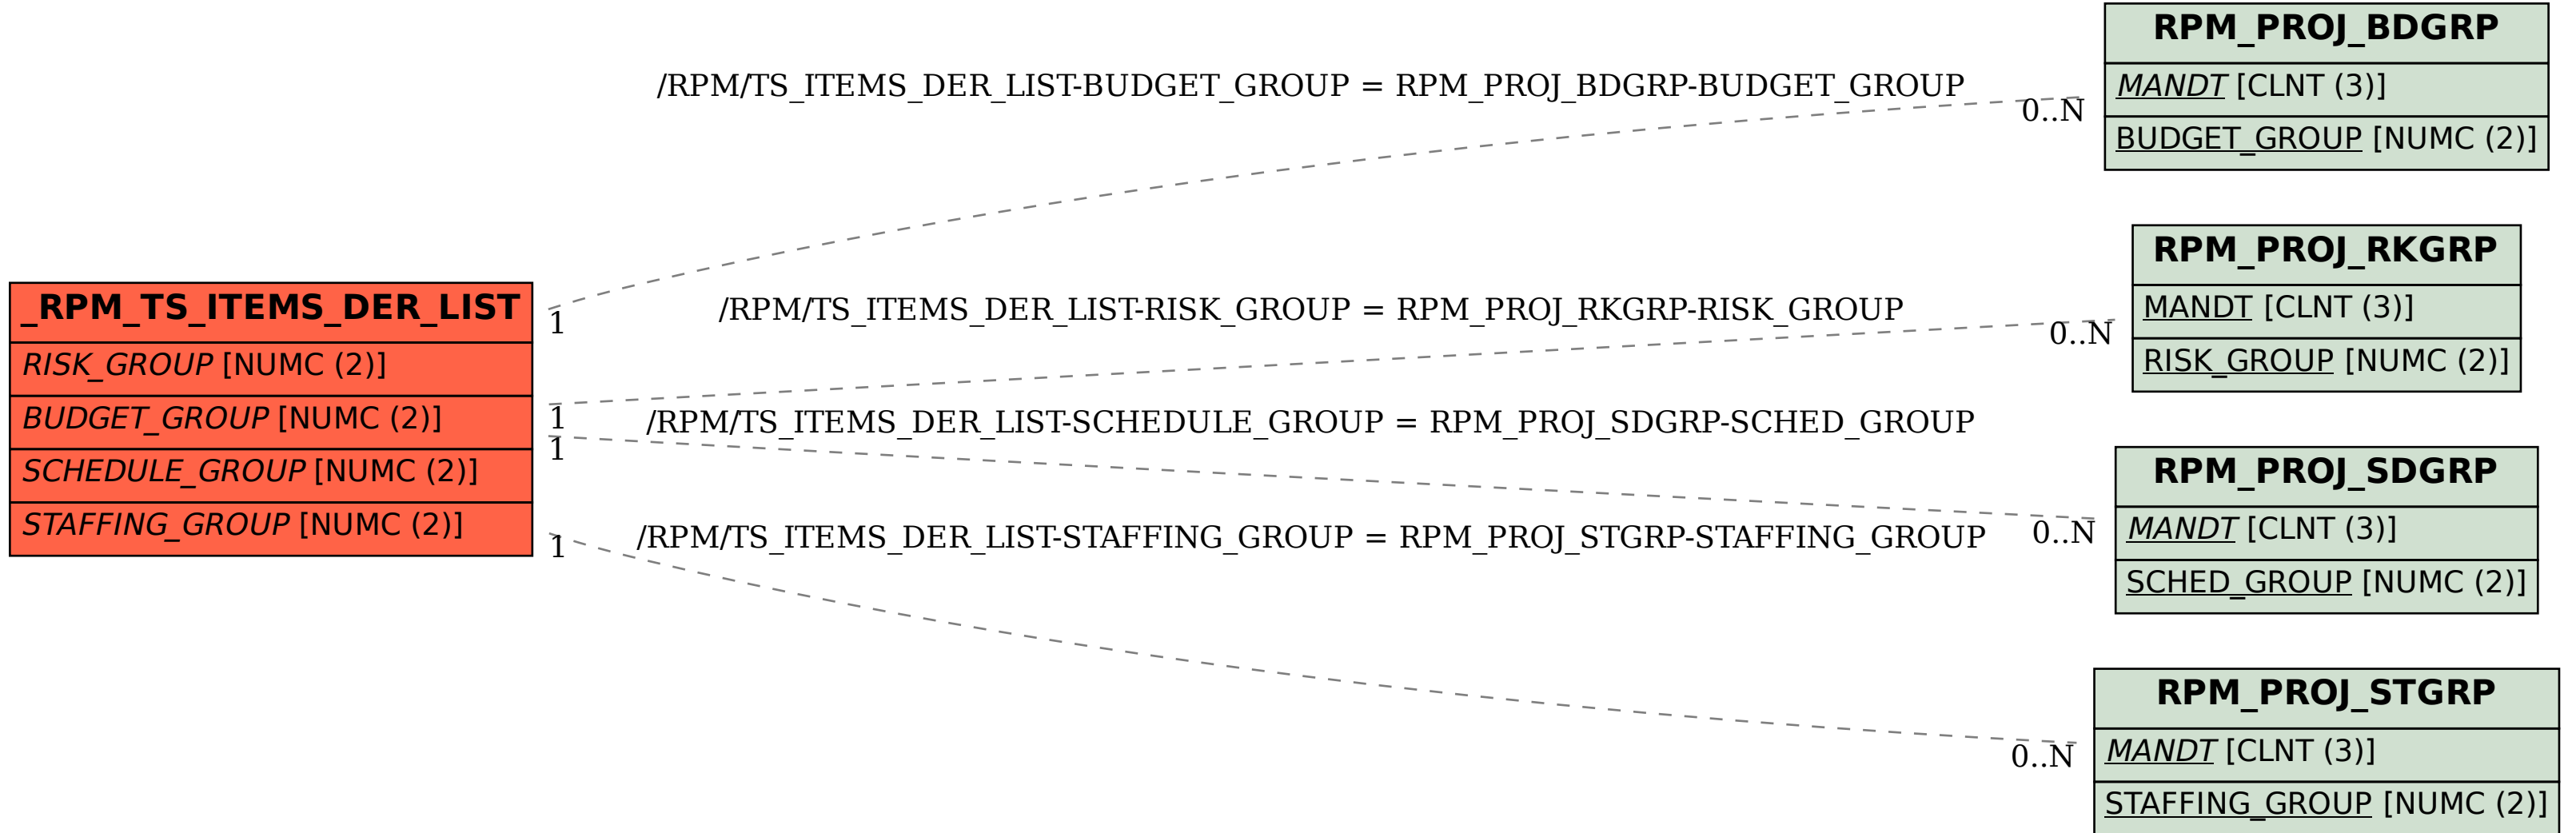 _RPM_TS_ITEMS_DER_LIST
RISK_GROUP [NUMC (2)]
BUDGET_GROUP [NUMC (2)]
SCHEDULE_GROUP [NUMC (2)]
STAFFING_GROUP [NUMC (2)]
/RPM/TS_ITEMS_DER_LIST-BUDGET_GROUP = RPM_PROJ_BDGRP-BUDGET_GROUP
1
0..N
/RPM/TS_ITEMS_DER_LIST-RISK_GROUP = RPM_PROJ_RKGRP-RISK_GROUP
1
0..N
/RPM/TS_ITEMS_DER_LIST-SCHEDULE_GROUP = RPM_PROJ_SDGRP-SCHED_GROUP
1
0..N
/RPM/TS_ITEMS_DER_LIST-STAFFING_GROUP = RPM_PROJ_STGRP-STAFFING_GROUP
1
0..N
RPM_PROJ_BDGRP
MANDT [CLNT (3)]
BUDGET_GROUP [NUMC (2)]
RPM_PROJ_RKGRP
MANDT [CLNT (3)]
RISK_GROUP [NUMC (2)]
RPM_PROJ_SDGRP
MANDT [CLNT (3)]
SCHED_GROUP [NUMC (2)]
RPM_PROJ_STGRP
MANDT [CLNT (3)]
STAFFING_GROUP [NUMC (2)]